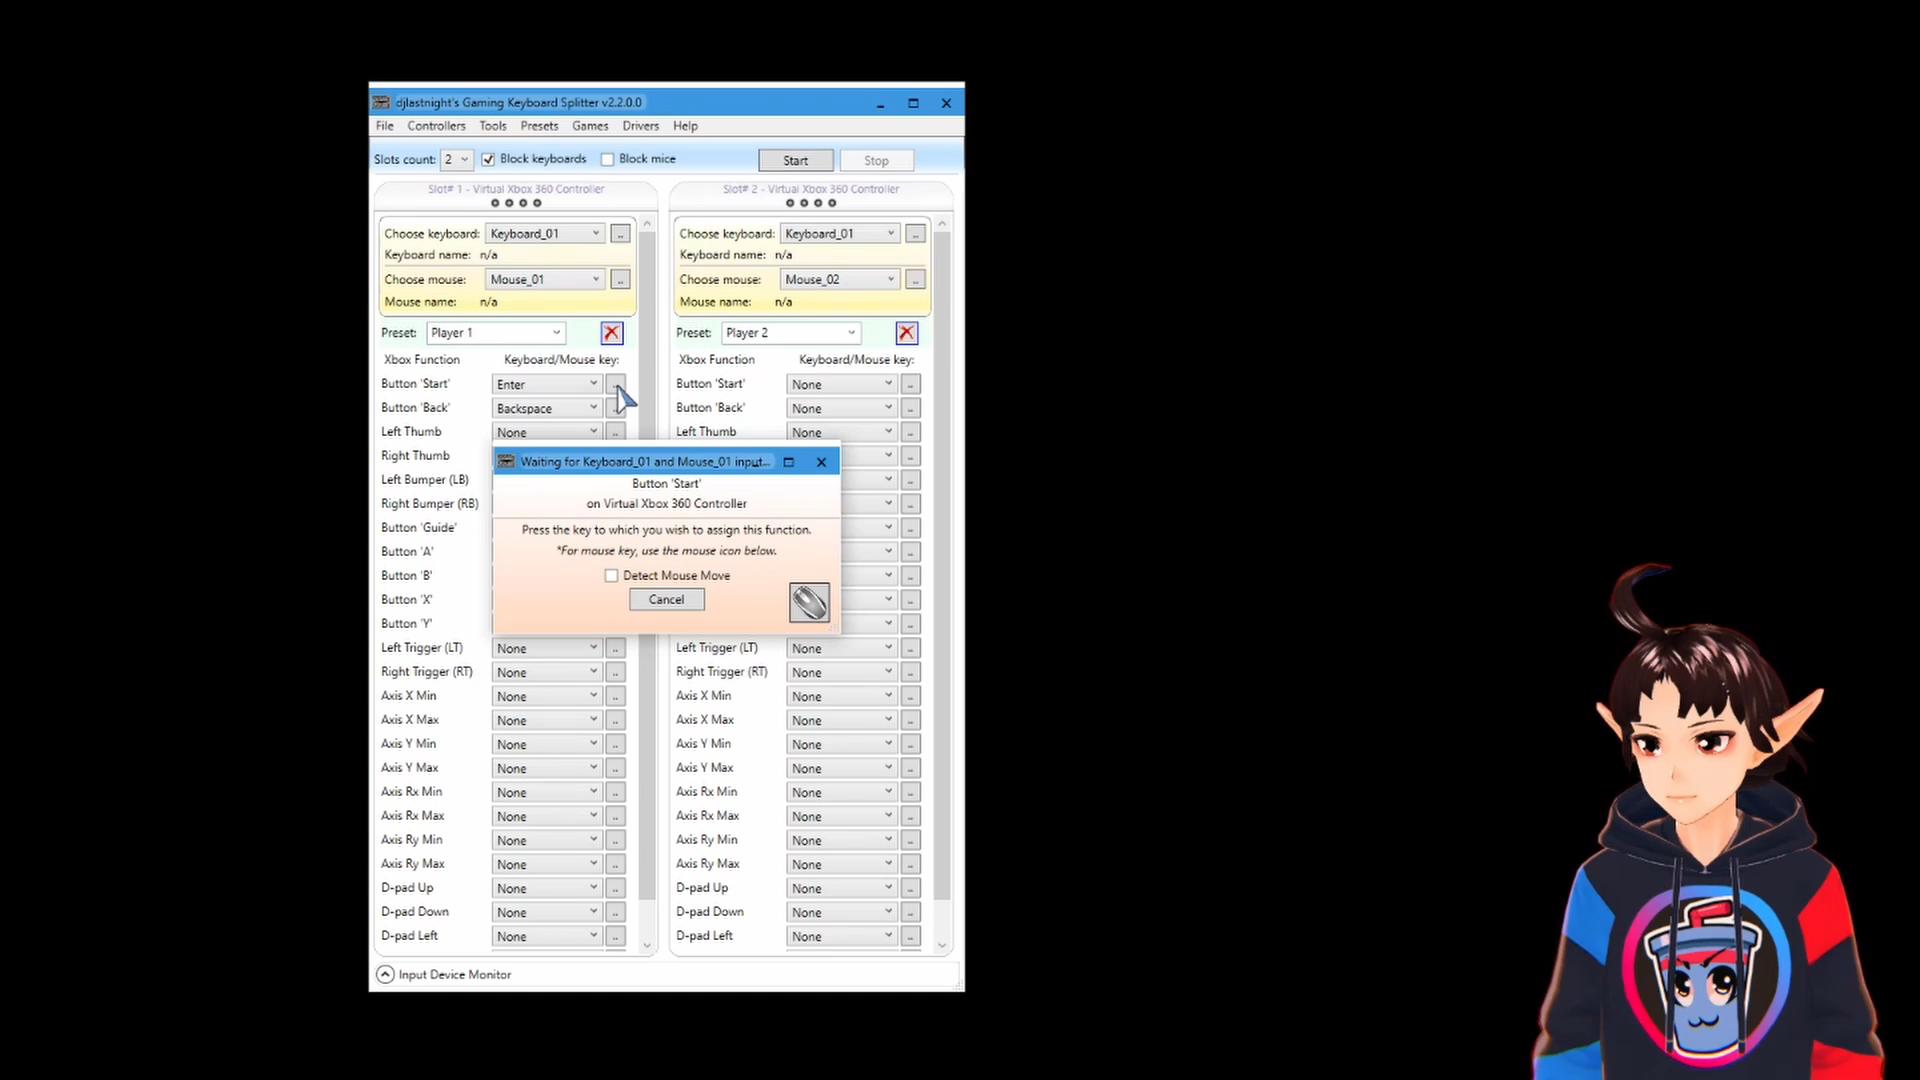 djlastnight's Gaming Keyboard Splitter v2.2.0.0
File Controllers Tools Presets Games Drivers Help
Slots count: 2 Block keyboards Block mice Start Stop
Slot# 1 - Virtual Xbox 360 Controller
Choose keyboard: Keyboard_01 ..
Keyboard name: n/a
Choose mouse: Mouse_01 ..
Mouse name: n/a
Preset: Player 1
Xbox Function Keyboard/Mouse key:
Button 'Start' Enter ..
Button 'Back' Backspace ..
Left Thumb None ..
Right Thumb
Left Bumper (LB)
Right Bumper (RB)
Button 'Guide'
Button 'A'
Button 'B'
Button 'X'
Button 'Y'
Left Trigger (LT) None ..
Right Trigger (RT) None ..
Axis X Min None ..
Axis X Max None ..
Axis Y Min None ..
Axis Y Max None ..
Axis Rx Min None ..
Axis Rx Max None ..
Axis Ry Min None ..
Axis Ry Max None ..
D-pad Up None ..
D-pad Down None ..
D-pad Left None ..
Slot# 2 - Virtual Xbox 360 Controller
Choose keyboard: Keyboard_01 ..
Keyboard name: n/a
Choose mouse: Mouse_02 ..
Mouse name: n/a
Preset: Player 2
Xbox Function Keyboard/Mouse key:
Button 'Start' None ..
Button 'Back' None ..
Left Thumb None ..
..
..
..
..
..
..
..
..
Left Trigger (LT) None ..
Right Trigger (RT) None ..
Axis X Min None ..
Axis X Max None ..
Axis Y Min None ..
Axis Y Max None ..
Axis Rx Min None ..
Axis Rx Max None ..
Axis Ry Min None ..
Axis Ry Max None ..
D-pad Up None ..
D-pad Down None ..
D-pad Left None ..
Waiting for Keyboard_01 and Mouse_01 input...
Button 'Start'
on Virtual Xbox 360 Controller
Press the key to which you wish to assign this function.
*For mouse key, use the mouse icon below.
Detect Mouse Move
Cancel
Input Device Monitor